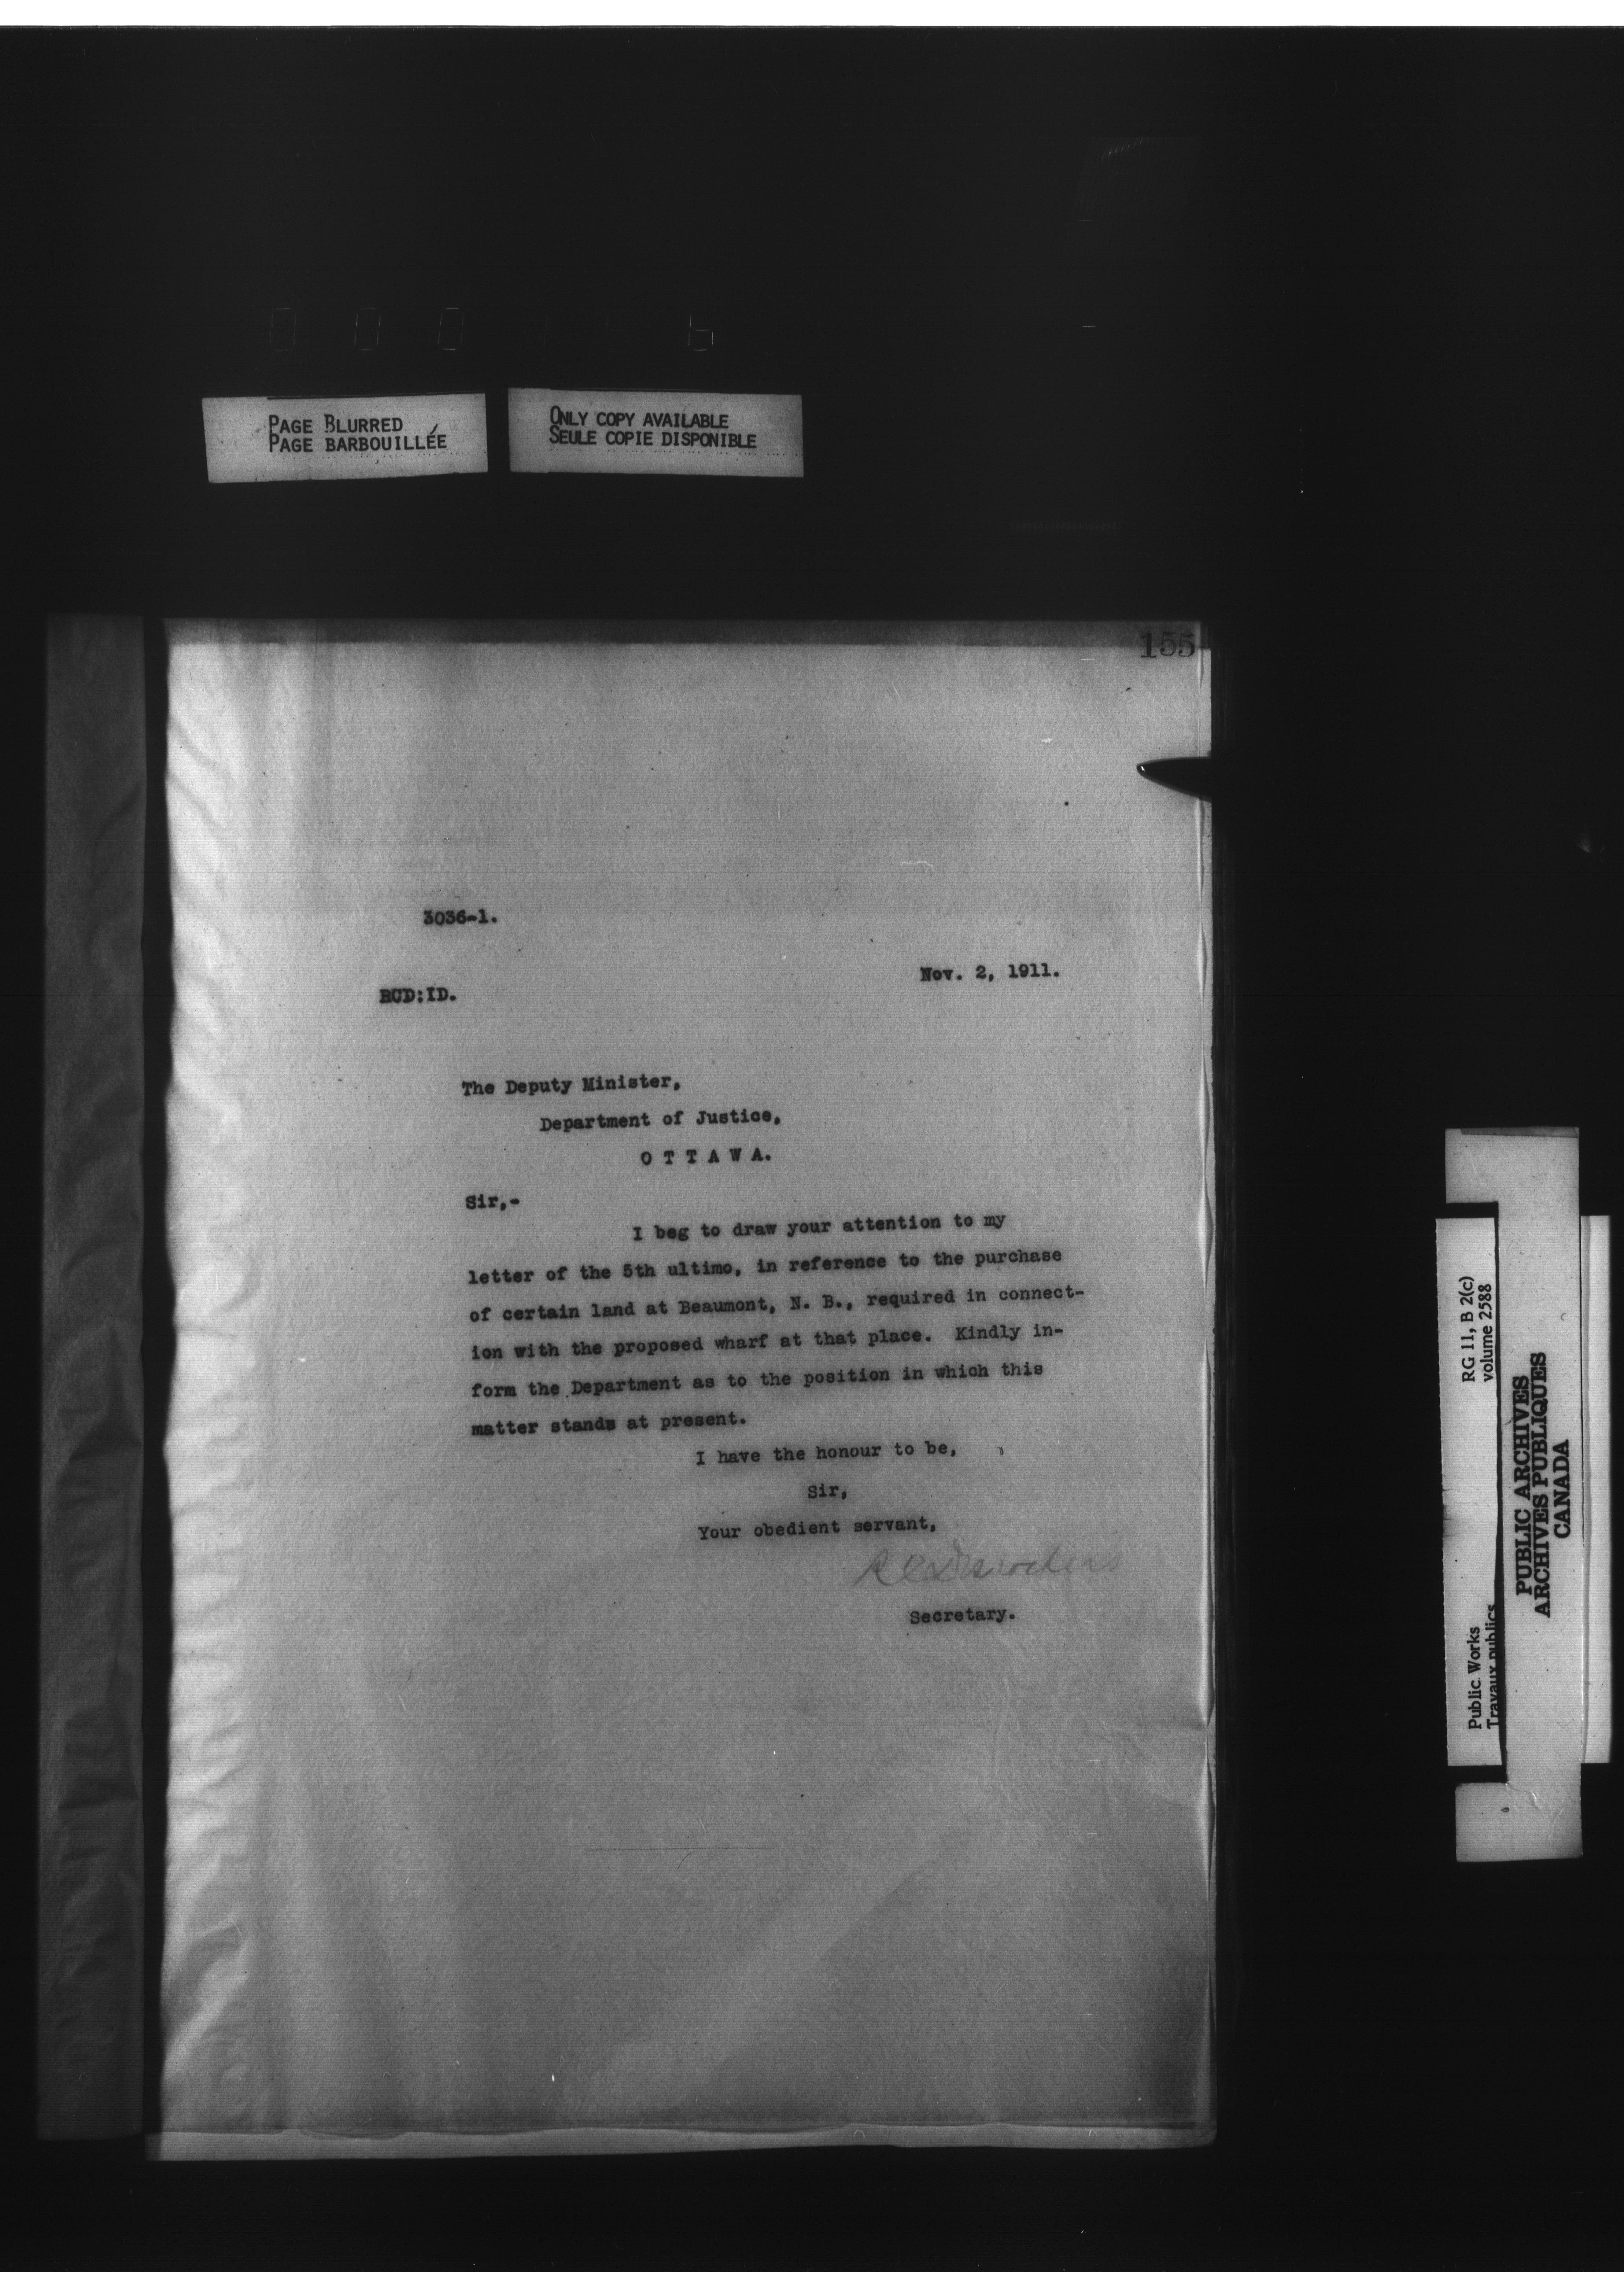 PAGE BLURRED
PAGE BARBOUILLÉE
ONLY COPY AVAILABLE
SEULE COPIE DISPONIBLE
155
3036-1.
Nov. 2, 1911.
RCD:ID.
The Deputy Minister,
Department of Justice,
O T T A W A.
Sir,-
I beg to draw your attention to my
letter of the 5th ultimo, in reference to the purchase
of certain land at Beaumont, N. B., required in connect-
ion with the proposed wharf at that place. Kindly in-
form the Department as to the position in which this
matter stands at present.
I have the honour to be,
Sir,
Your obedient servant,
Secretary.
RG 11, B 2(c)
volume 2588
Public Works
Travaux publics
PUBLIC ARCHIVES
ARCHIVES PUBLIQUES
CANADA